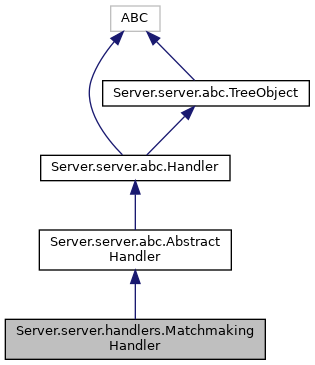 ABC
Server.server.abc.TreeObject
Server.server.abc.Handler
Server.server.abc.Abstract
Handler
Server.server.handlers.Matchmaking
Handler